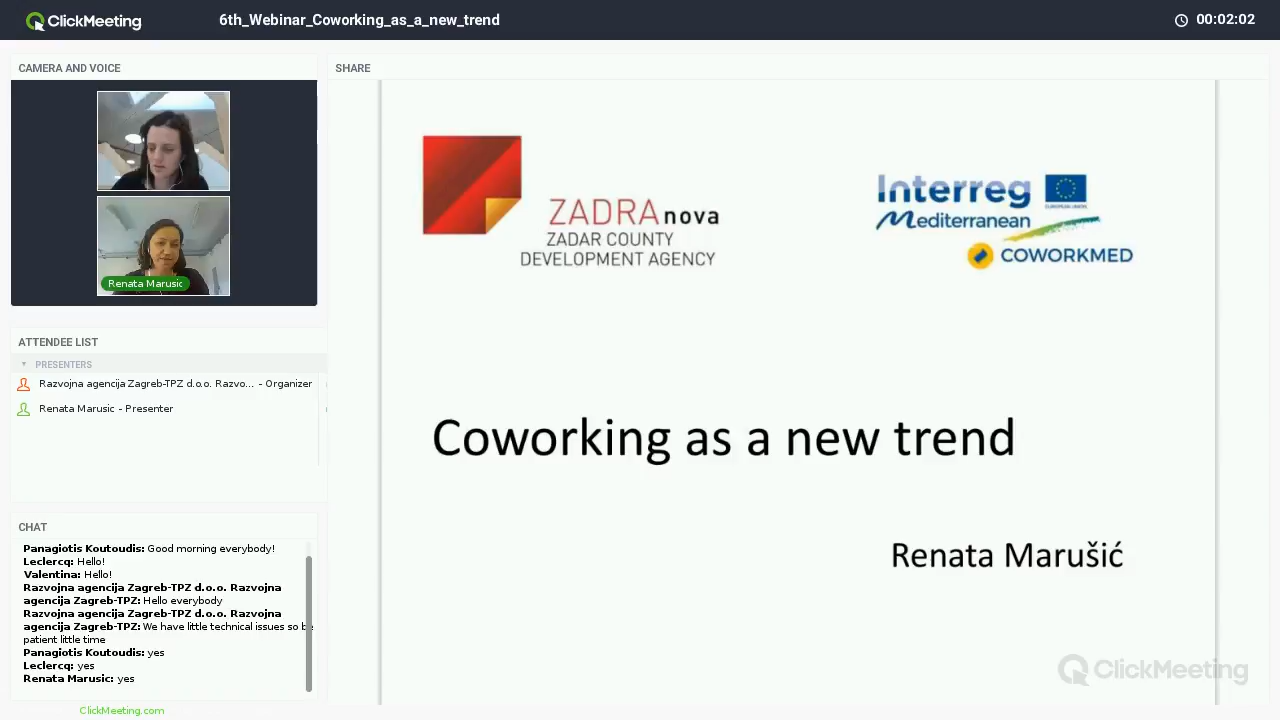 ClickMeeting
6th_Webinar_Coworking_as_a_new_trend
00:02:02
CAMERA AND VOICE
Renata Marusic
ATTENDEE LIST
PRESENTERS
Razvojna agencija Zagreb-TPZ d.o.o. Razvo... - Organizer
Renata Marusic - Presenter
CHAT
Panagiotis Koutoudis: Good morning everybody!
Leclercq: Hello!
Valentina: Hello!
Razvojna agencija Zagreb-TPZ d.o.o. Razvojna
agencija Zagreb-TPZ: Hello everybody
Razvojna agencija Zagreb-TPZ d.o.o. Razvojna
agencija Zagreb-TPZ: We have little technical issues so be
patient little time
Panagiotis Koutoudis: yes
Leclercq: yes
Renata Marusic: yes
ClickMeeting.com
SHARE
ZADRA nova
ZADAR COUNTY
DEVELOPMENT AGENCY
Interreg
EUROPEAN UNION
Mediterranean
COWORKMED
Coworking as a new trend
Renata Marušić
ClickMeeting